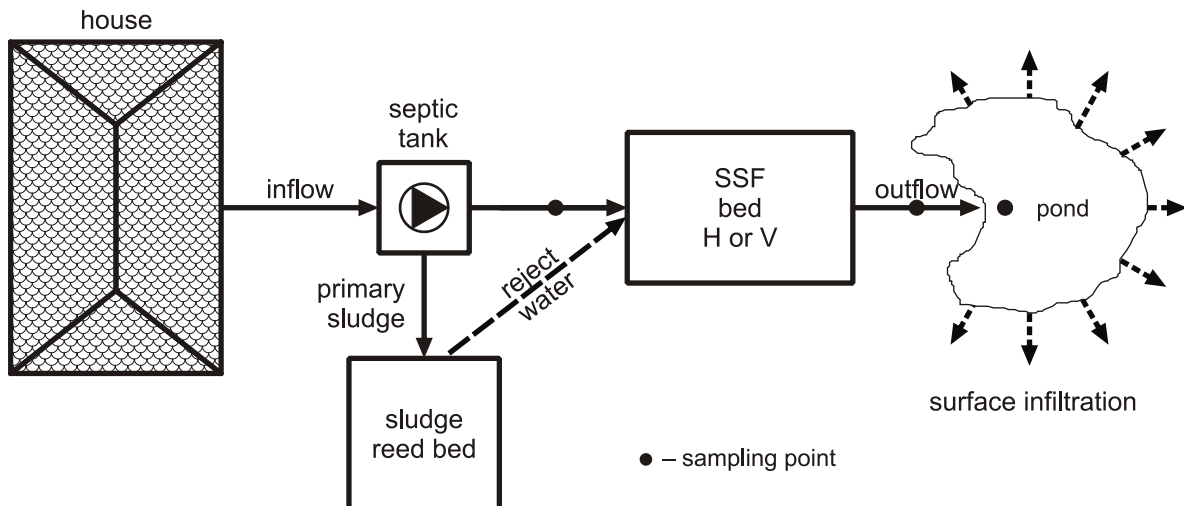 house
septic
tank
inflow
SSF
bed
H or V
outflow
pond
reject
water
primary
sludge
sludge
reed bed
surface infiltration
– sampling point